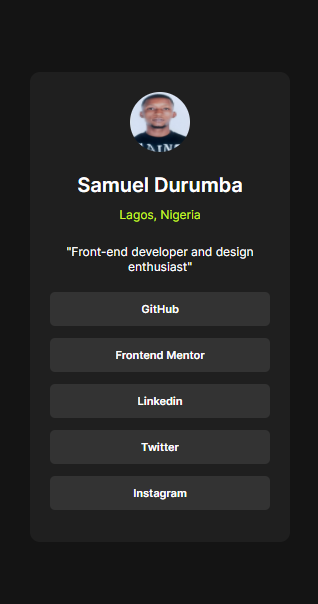 Samuel Durumba
Lagos, Nigeria
"Front-end developer and design
enthusiast"
GitHub
Frontend Mentor
Linkedin
Twitter
Instagram